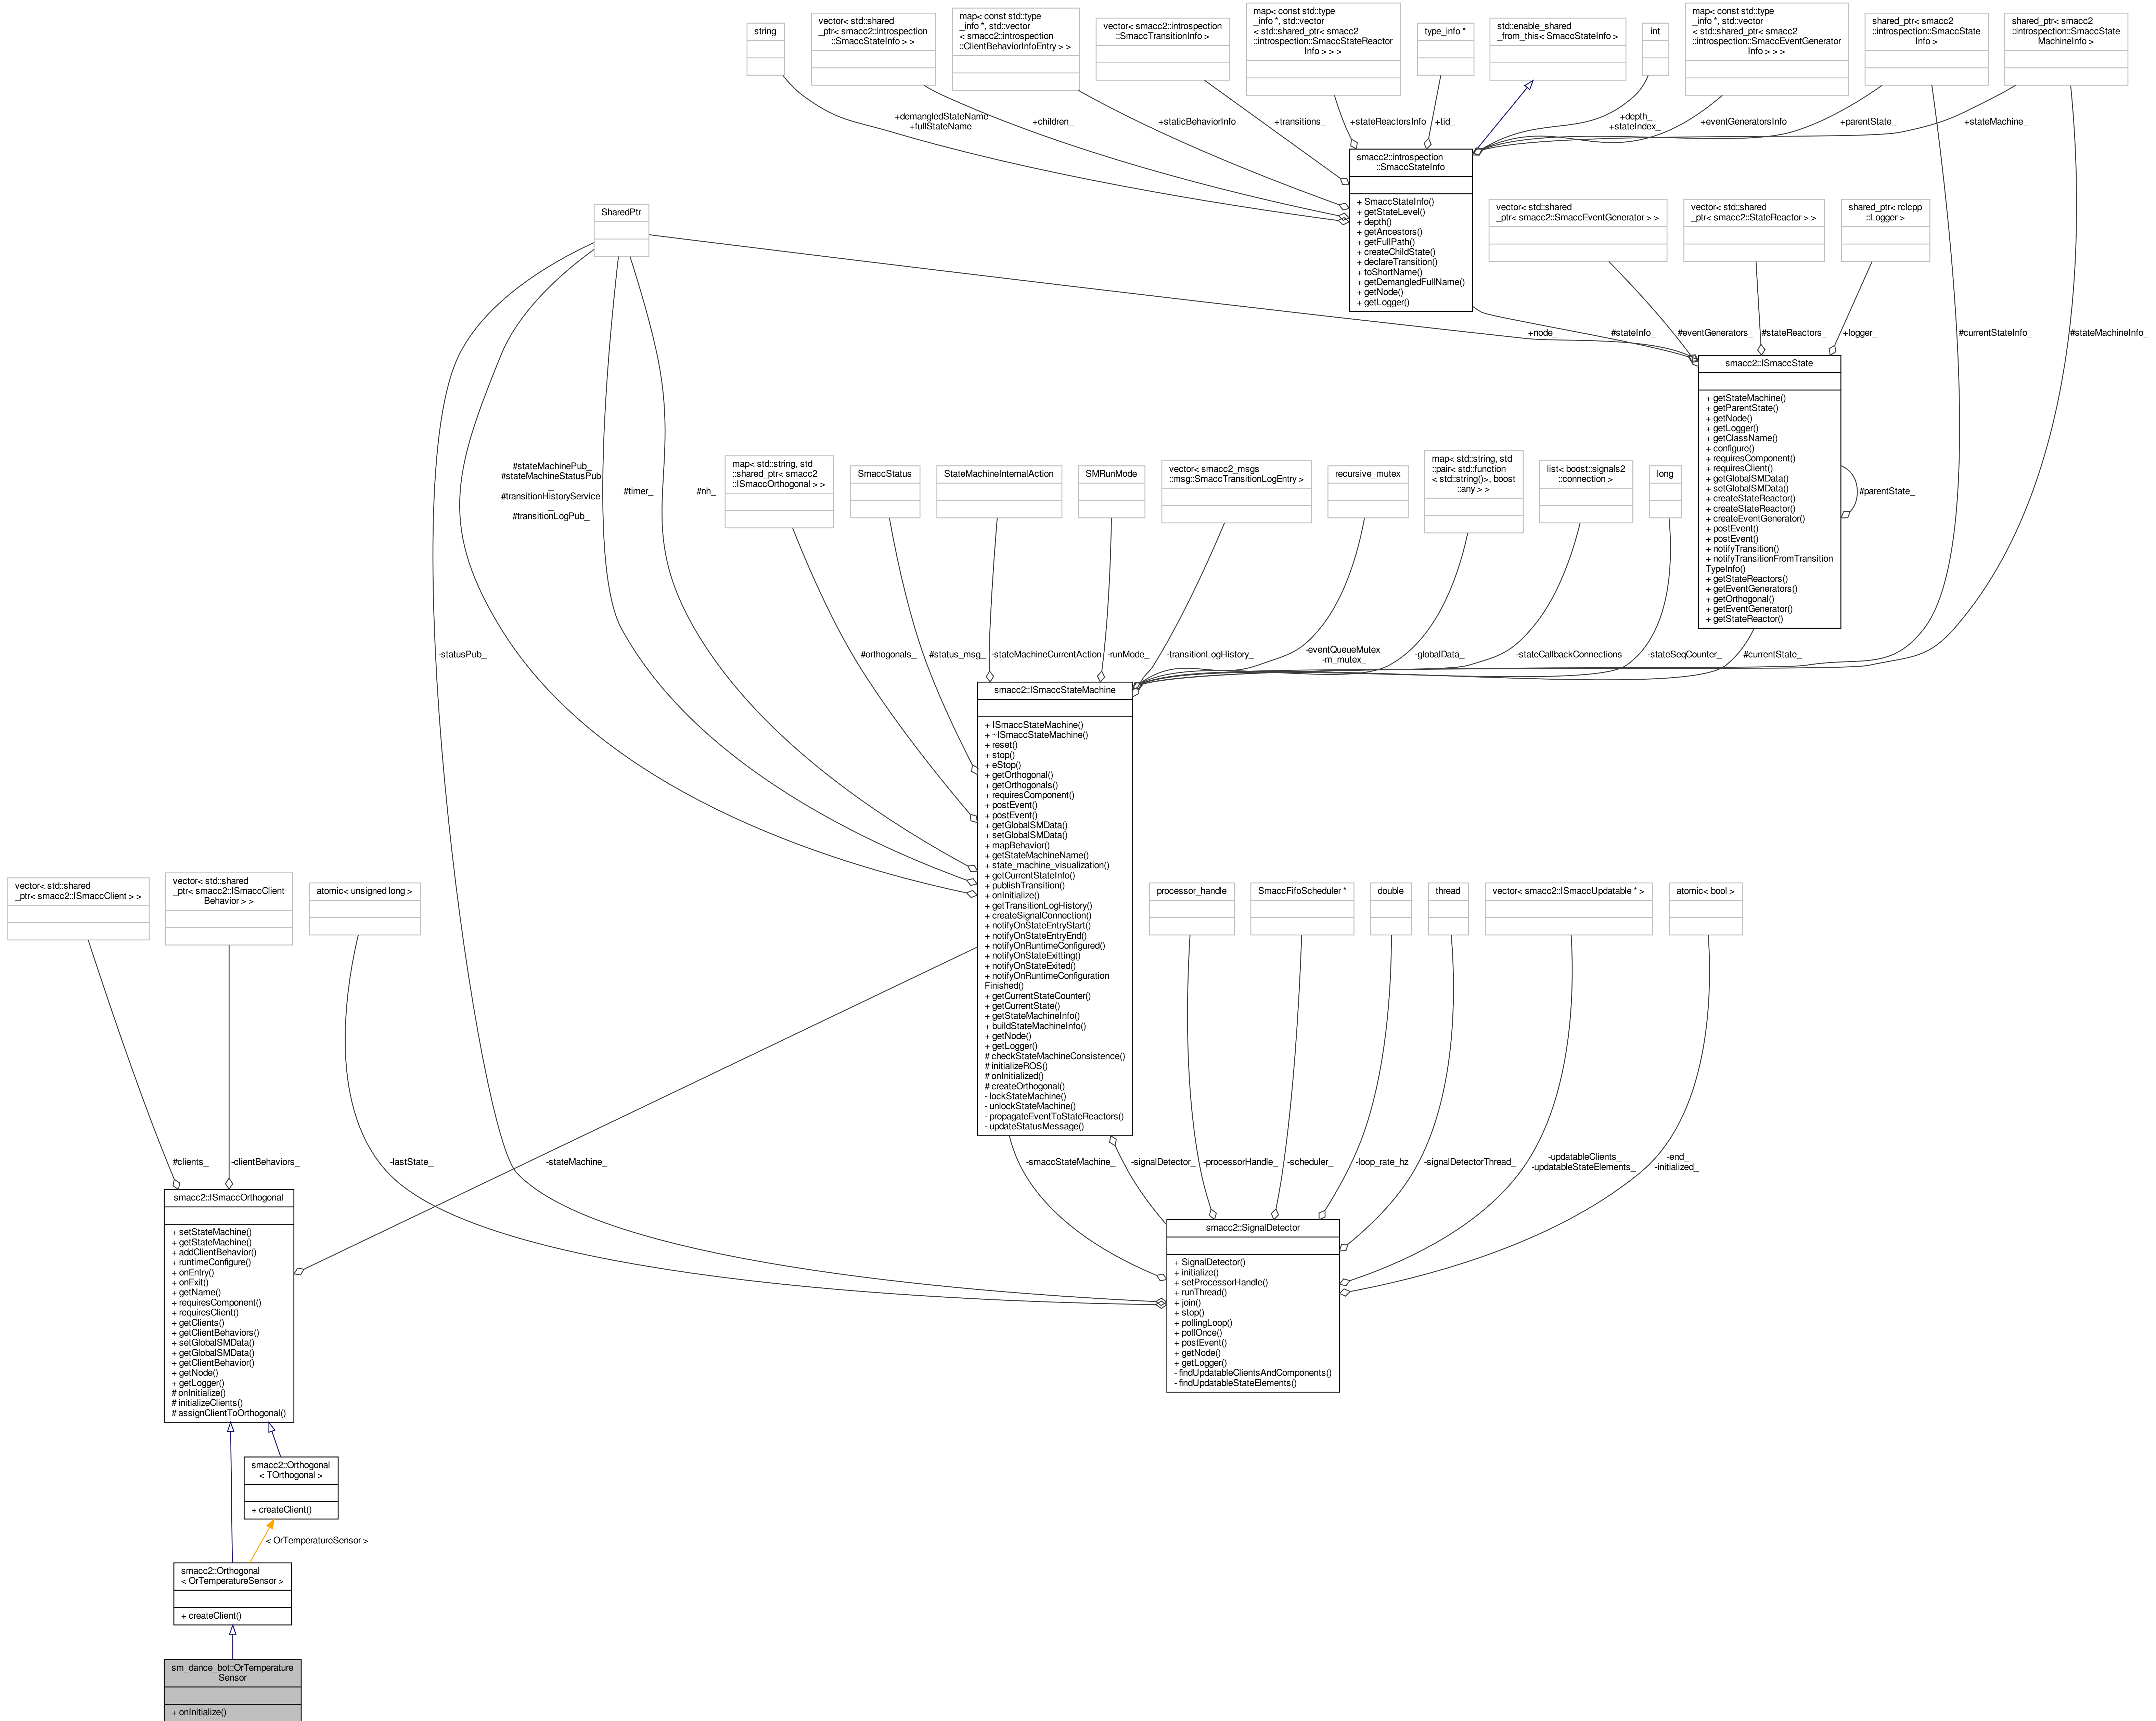 string
vector< std::shared
_ptr< smacc2::introspection
::SmaccStateInfo > >
map< const std::type
_info *, std::vector
< smacc2::introspection
::ClientBehaviorInfoEntry > >
vector< smacc2::introspection
::SmaccTransitionInfo >
map< const std::type
_info *, std::vector
< std::shared_ptr< smacc2
::introspection::SmaccStateReactor
Info > > >
type_info *
std::enable_shared
_from_this< SmaccStateInfo >
int
map< const std::type
_info *, std::vector
< std::shared_ptr< smacc2
::introspection::SmaccEventGenerator
Info > > >
shared_ptr< smacc2
::introspection::SmaccState
Info >
shared_ptr< smacc2
::introspection::SmaccState
MachineInfo >
+demangledStateName
+fullStateName
+children_
+staticBehaviorInfo
+transitions_
+stateReactorsInfo
+tid_
+depth_
+stateIndex_
+eventGeneratorsInfo
+parentState_
+stateMachine_
smacc2::introspection
::SmaccStateInfo
+ SmaccStateInfo()
+ getStateLevel()
+ depth()
+ getAncestors()
+ getFullPath()
+ createChildState()
+ declareTransition()
+ toShortName()
+ getDemangledFullName()
+ getNode()
+ getLogger()
SharedPtr
vector< std::shared
_ptr< smacc2::SmaccEventGenerator > >
vector< std::shared
_ptr< smacc2::StateReactor > >
shared_ptr< rclcpp
::Logger >
+node_
#stateInfo_
#eventGenerators_
#stateReactors_
+logger_
#currentStateInfo_
#stateMachineInfo_
smacc2::ISmaccState
+ getStateMachine()
+ getParentState()
+ getNode()
+ getLogger()
+ getClassName()
+ configure()
+ requiresComponent()
+ requiresClient()
+ getGlobalSMData()
+ setGlobalSMData()
+ createStateReactor()
+ createStateReactor()
+ createEventGenerator()
+ postEvent()
+ postEvent()
+ notifyTransition()
+ notifyTransitionFromTransition
TypeInfo()
+ getStateReactors()
+ getEventGenerators()
+ getOrthogonal()
+ getEventGenerator()
+ getStateReactor()
#parentState_
#stateMachinePub_
#stateMachineStatusPub
_
#transitionHistoryService
_
#transitionLogPub_
#timer_
#nh_
map< std::string, std
::shared_ptr< smacc2
::ISmaccOrthogonal > >
SmaccStatus
StateMachineInternalAction
SMRunMode
vector< smacc2_msgs
::msg::SmaccTransitionLogEntry >
recursive_mutex
map< std::string, std
::pair< std::function
< std::string()>, boost
::any > >
list< boost::signals2
::connection >
long
-statusPub_
#orthogonals_
#status_msg_
-stateMachineCurrentAction
-runMode_
-transitionLogHistory_
-eventQueueMutex_
-m_mutex_
-globalData_
-stateCallbackConnections
-stateSeqCounter_
#currentState_
smacc2::ISmaccStateMachine
+ ISmaccStateMachine()
+ ~ISmaccStateMachine()
+ reset()
+ stop()
+ eStop()
+ getOrthogonal()
+ getOrthogonals()
+ requiresComponent()
+ postEvent()
+ postEvent()
+ getGlobalSMData()
+ setGlobalSMData()
+ mapBehavior()
+ getStateMachineName()
+ state_machine_visualization()
+ getCurrentStateInfo()
+ publishTransition()
+ onInitialize()
+ getTransitionLogHistory()
+ createSignalConnection()
+ notifyOnStateEntryStart()
+ notifyOnStateEntryEnd()
+ notifyOnRuntimeConfigured()
+ notifyOnStateExitting()
+ notifyOnStateExited()
+ notifyOnRuntimeConfiguration
Finished()
+ getCurrentStateCounter()
+ getCurrentState()
+ getStateMachineInfo()
+ buildStateMachineInfo()
+ getNode()
+ getLogger()
# checkStateMachineConsistence()
# initializeROS()
# onInitialized()
# createOrthogonal()
- lockStateMachine()
- unlockStateMachine()
- propagateEventToStateReactors()
- updateStatusMessage()
vector< std::shared
_ptr< smacc2::ISmaccClient > >
vector< std::shared
_ptr< smacc2::ISmaccClient
Behavior > >
atomic< unsigned long >
processor_handle
SmaccFifoScheduler *
double
thread
vector< smacc2::ISmaccUpdatable * >
atomic< bool >
#clients_
-clientBehaviors_
-lastState_
-stateMachine_
-smaccStateMachine_
-signalDetector_
-processorHandle_
-scheduler_
-loop_rate_hz
-signalDetectorThread_
-updatableClients_
-updatableStateElements_
-end_
-initialized_
smacc2::ISmaccOrthogonal
+ setStateMachine()
+ getStateMachine()
+ addClientBehavior()
+ runtimeConfigure()
+ onEntry()
+ onExit()
+ getName()
+ requiresComponent()
+ requiresClient()
+ getClients()
+ getClientBehaviors()
+ setGlobalSMData()
+ getGlobalSMData()
+ getClientBehavior()
+ getNode()
+ getLogger()
# onInitialize()
# initializeClients()
# assignClientToOrthogonal()
smacc2::SignalDetector
+ SignalDetector()
+ initialize()
+ setProcessorHandle()
+ runThread()
+ join()
+ stop()
+ pollingLoop()
+ pollOnce()
+ postEvent()
+ getNode()
+ getLogger()
- findUpdatableClientsAndComponents()
- findUpdatableStateElements()
smacc2::Orthogonal
< TOrthogonal >
+ createClient()
< OrTemperatureSensor >
smacc2::Orthogonal
< OrTemperatureSensor >
+ createClient()
sm_dance_bot::OrTemperature
Sensor
+ onInitialize()